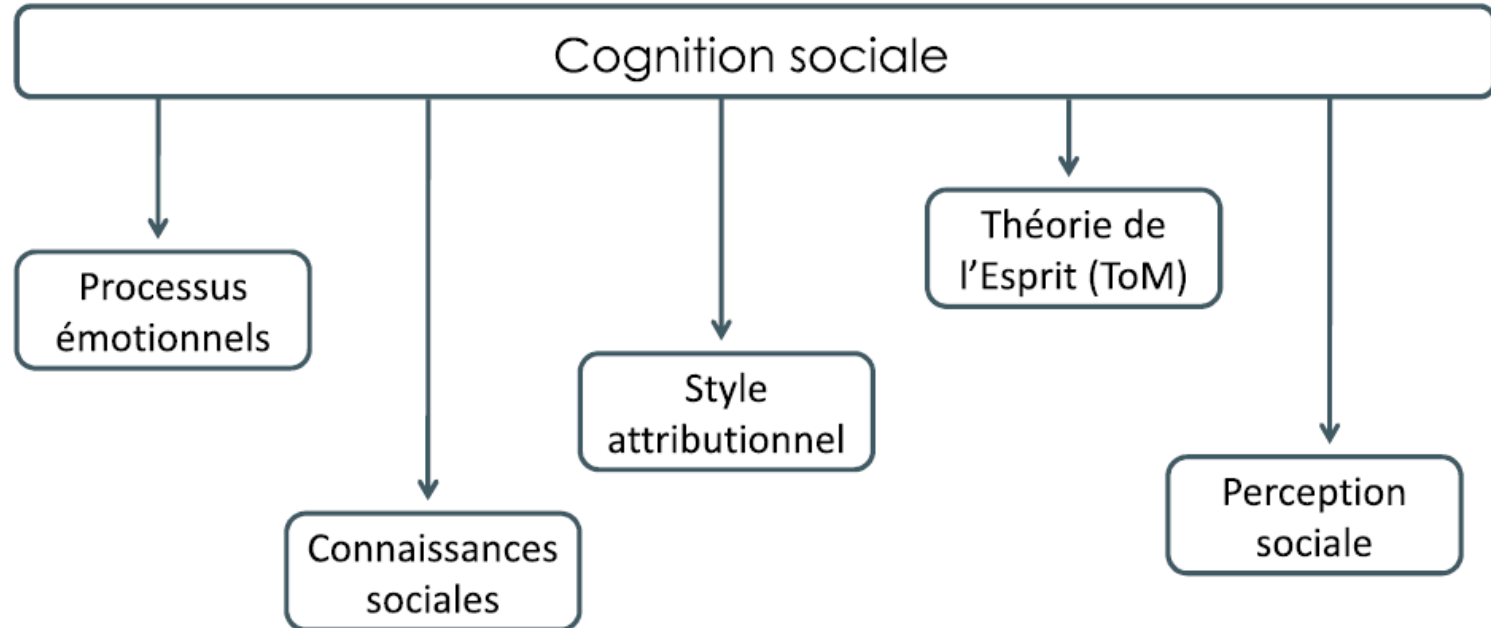 Cognition sociale
Processus
émotionnels
Connaissances
sociales
Style
attributionnel
Théorie de
l’Esprit (ToM)
Perception
sociale